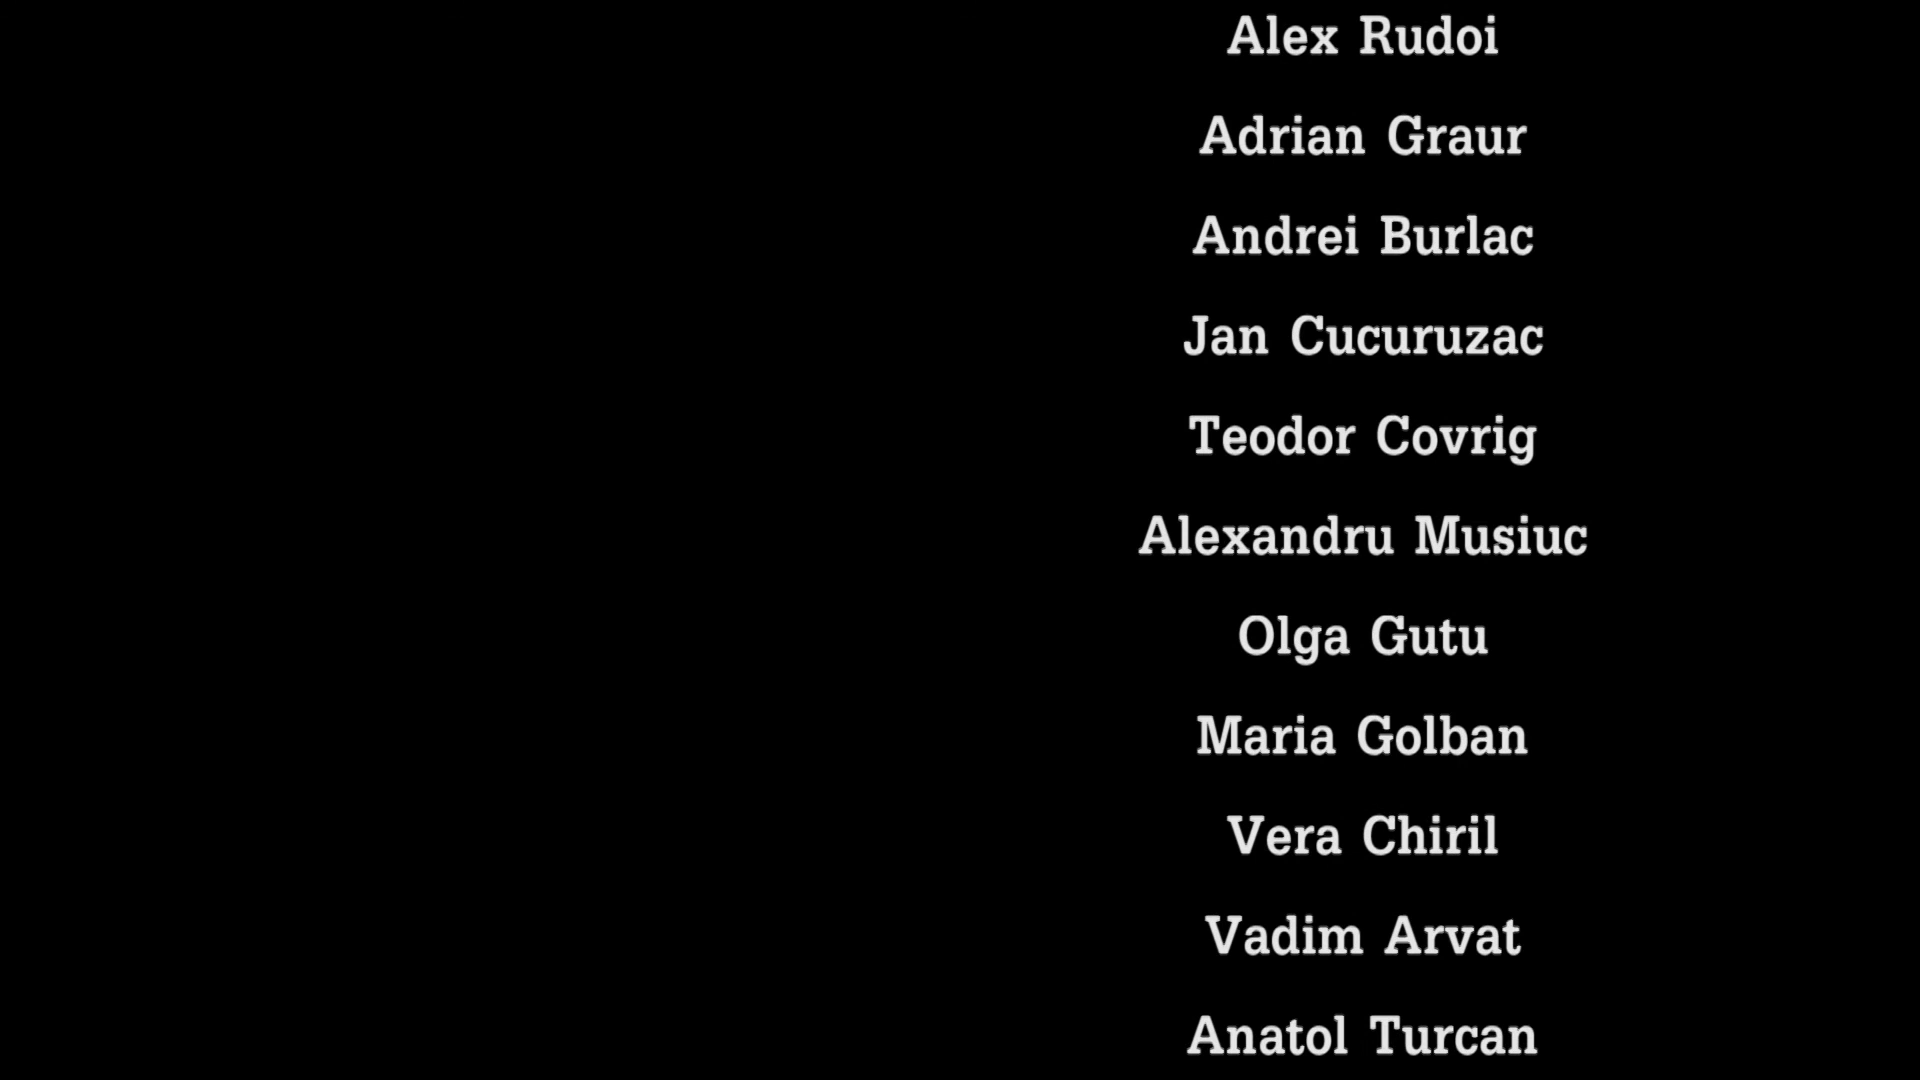 Alex Rudoi
Adrian Graur
Andrei Burlac
Jan Cucuruzac
Teodor Covrig
Alexandru Musiuc
Olga Gutu
Maria Golban
Vera Chiril
Vadim Arvat
Anatol Turcan